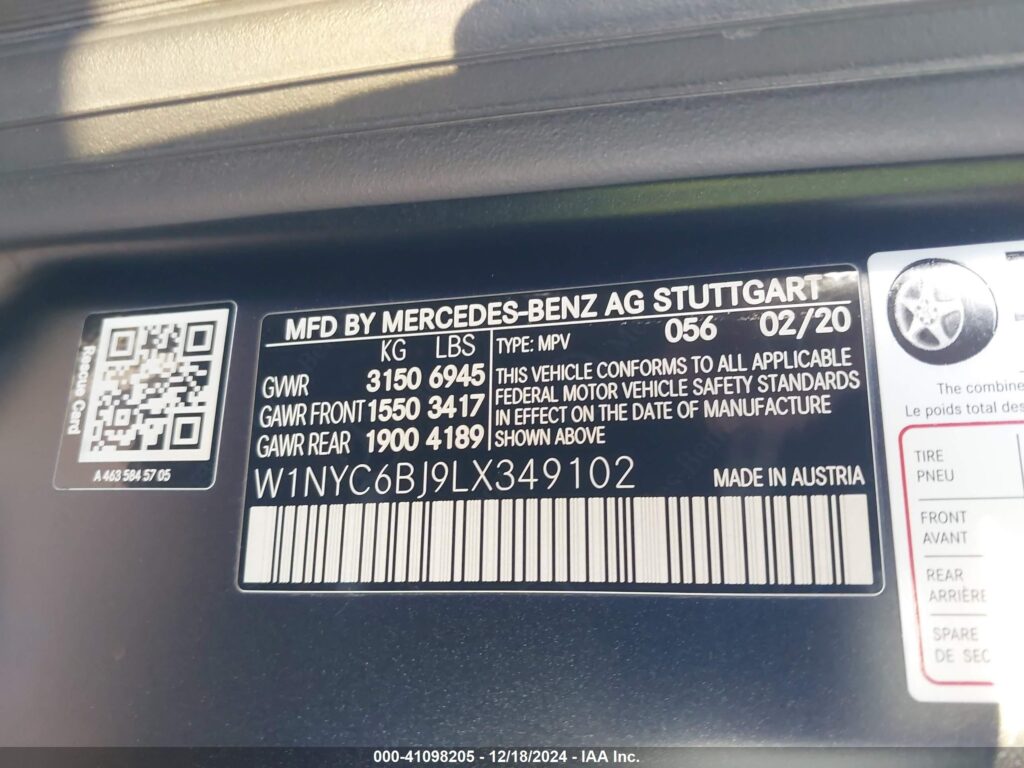 MFD BY MERCEDES-BENZ AG STUTTGART
KG LBS
GVWR 3150 6945
GAWR FRONT 1550 3417
GAWR REAR 1900 4189
TYPE: MPV 056 02/20
THIS VEHICLE CONFORMS TO ALL APPLICABLE
FEDERAL MOTOR VEHICLE SAFETY STANDARDS
IN EFFECT ON THE DATE OF MANUFACTURE
SHOWN ABOVE
W1NYC6BJ9LX349102 MADE IN AUSTRIA
Rescue Card
A 463 584 57 05
The combine
Le poids total des
TIRE
PNEU
FRONT
AVANT
REAR
ARRIÈRE
SPARE
DE SEC
000-41098205 - 12/18/2024 - IAA Inc.